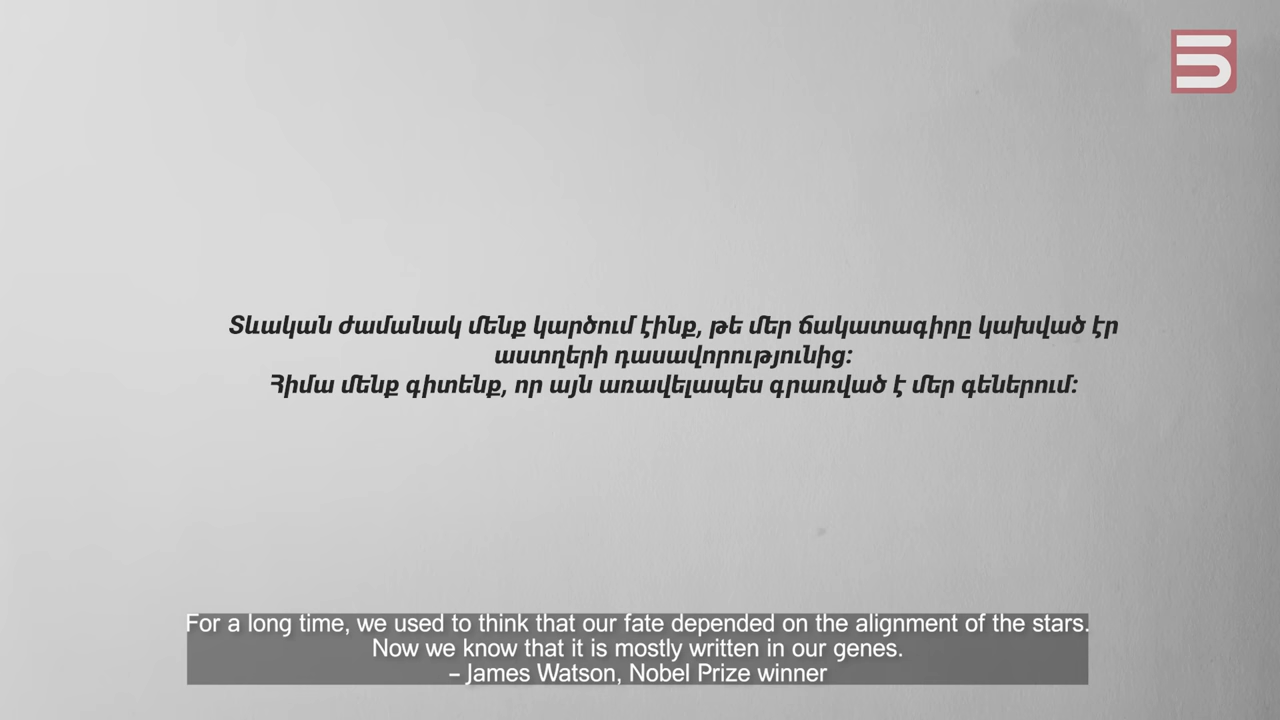 Տևական ժամանակ մենք կարծում էինք, թե մեր ճակատագիրը կախված էր
աստղերի դասավորությունից:
Հիմա մենք գիտենք, որ այն առավելապես գրառված է մեր գեներում:
For a long time, we used to think that our fate depended on the alignment of the stars.
Now we know that it is mostly written in our genes.
– James Watson, Nobel Prize winner